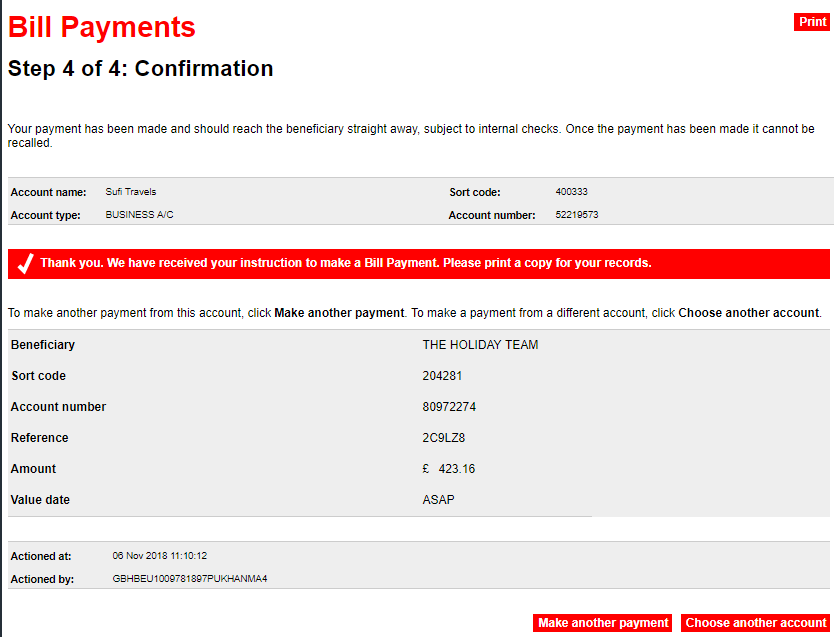 Bill Payments
Print
Step 4 of 4: Confirmation
Your payment has been made and should reach the beneficiary straight away, subject to internal checks. Once the payment has been made it cannot be
recalled.
Account name: Sufi Travels Sort code: 400333
Account type: BUSINESS A/C Account number: 52219573
Thank you. We have received your instruction to make a Bill Payment. Please print a copy for your records.
To make another payment from this account, click Make another payment. To make a payment from a different account, click Choose another account.
Beneficiary THE HOLIDAY TEAM
Sort code 204281
Account number 80972274
Reference 2C9LZ8
Amount £ 423.16
Value date ASAP
Actioned at: 06 Nov 2018 11:10:12
Actioned by: GBHBEU1009781897PUKHANMA4
Make another payment Choose another account